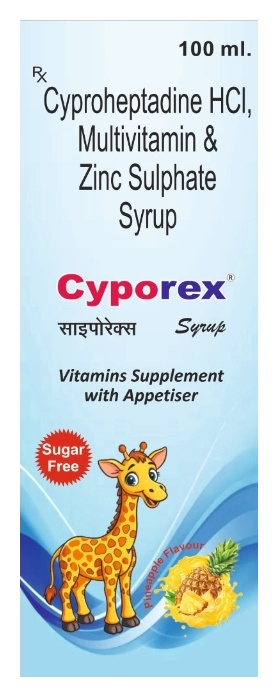 100 ml.
Rx
Cyproheptadine HCl,
Multivitamin &
Zinc Sulphate
Syrup
Cyporex®
साइपोरेक्स Syrup
Vitamins Supplement
with Appetiser
Sugar
Free
Pineapple Flavour